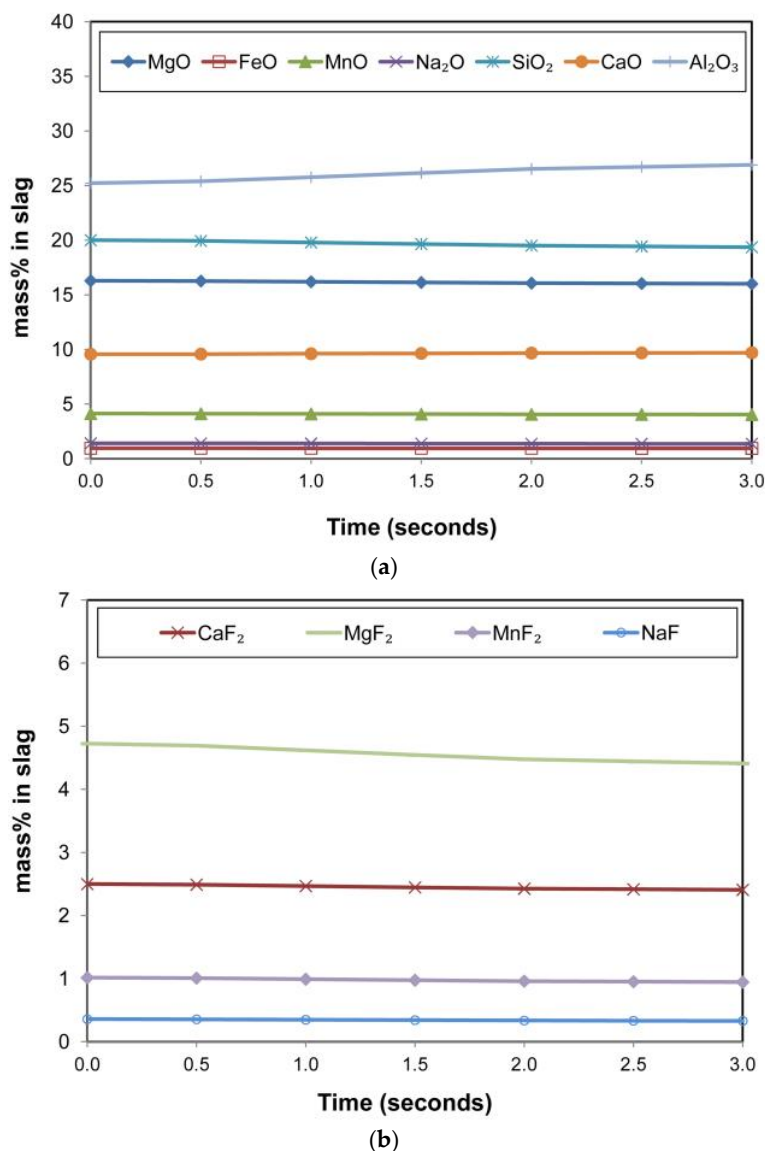 40
MgO FeO MnO Na₂O SiO₂ CaO Al₂O₃
35
30
25
20
15
10
5
0
mass% in slag
0.0 0.5 1.0 1.5 2.0 2.5 3.0
Time (seconds)
(a)
7
CaF₂ MgF₂ MnF₂ NaF
6
5
4
3
2
1
0
mass% in slag
0.0 0.5 1.0 1.5 2.0 2.5 3.0
Time (seconds)
(b)